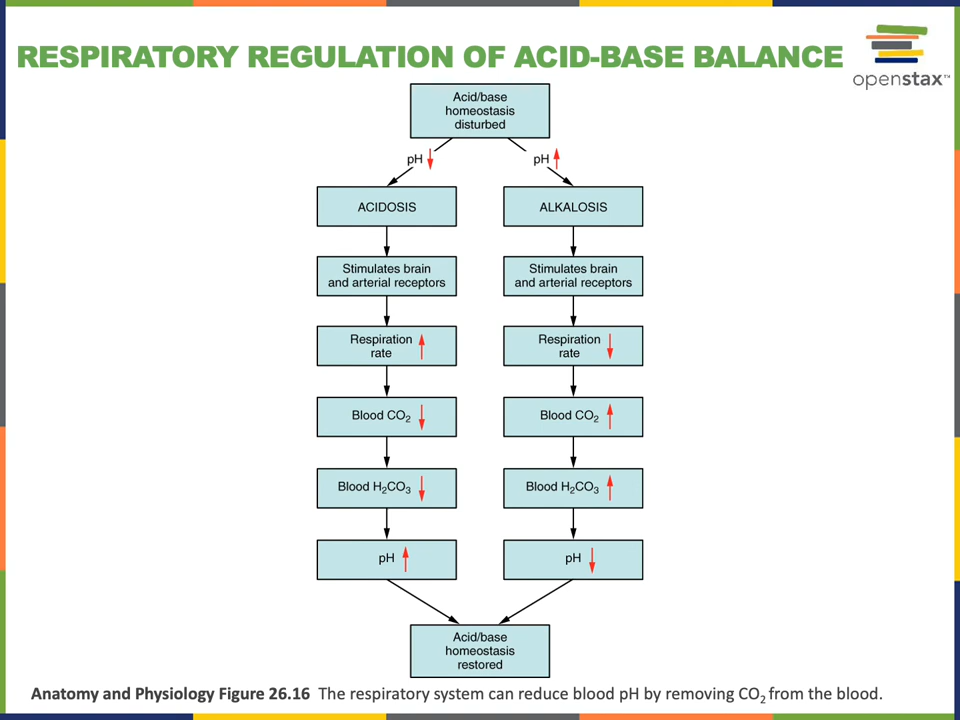 RESPIRATORY REGULATION OF ACID-BASE BALANCE
openstax™
Acid/base
homeostasis
disturbed
pH
pH
ACIDOSIS
ALKALOSIS
Stimulates brain
and arterial receptors
Stimulates brain
and arterial receptors
Respiration
rate
Respiration
rate
Blood CO₂
Blood CO₂
Blood H₂CO₃
Blood H₂CO₃
pH
pH
Acid/base
homeostasis
restored
Anatomy and Physiology Figure 26.16 The respiratory system can reduce blood pH by removing CO₂ from the blood.